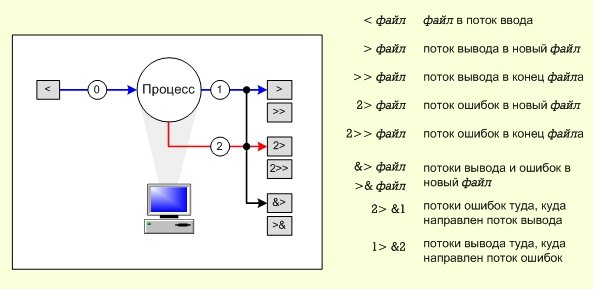 <
0
Процесс
1
>
>>
2
2>
2>>
&>
>&
< файл файл в поток ввода
> файл поток вывода в новый файл
>> файл поток вывода в конец файла
2> файл поток ошибок в новый файл
2>> файл поток ошибок в конец файла
&> файл потоки вывода и ошибок в
>& файл новый файл
2> &1 потоки ошибок туда, куда
направлен поток вывода
1> &2 потоки вывода туда, куда
направлен поток ошибок